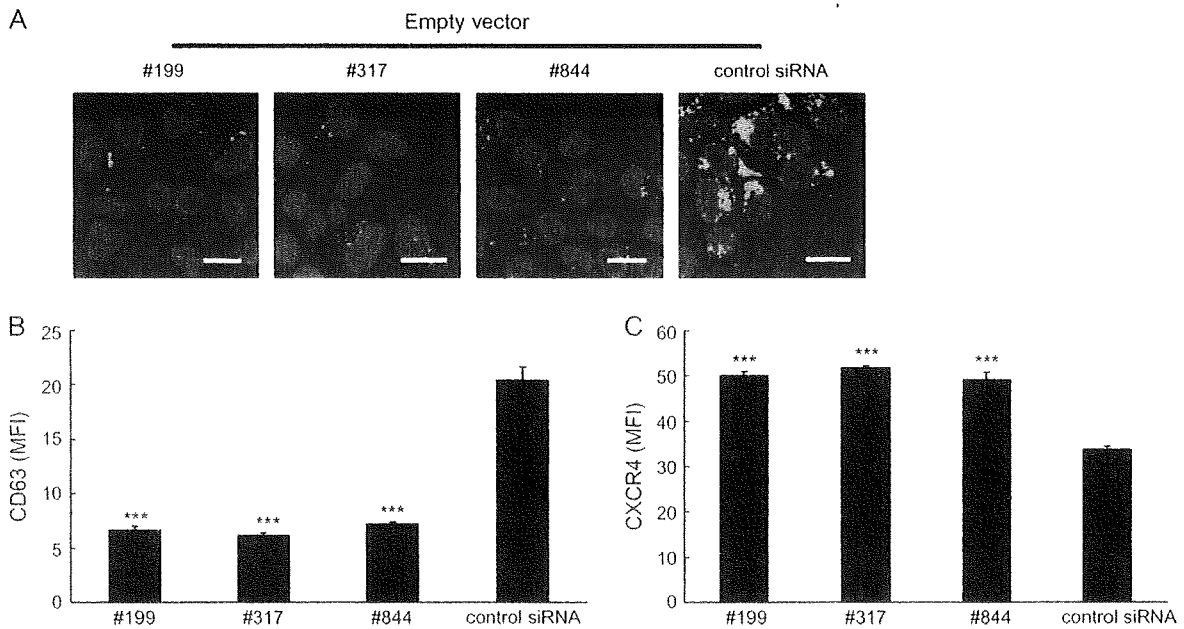 A
Empty vector
#199 #317 #844 control siRNA
B
CD63 (MFI)
25
20
15
10
5
0
*** *** ***
#199 #317 #844 control siRNA
C
CXCR4 (MFI)
60
50
40
30
20
10
0
*** *** ***
#199 #317 #844 control siRNA